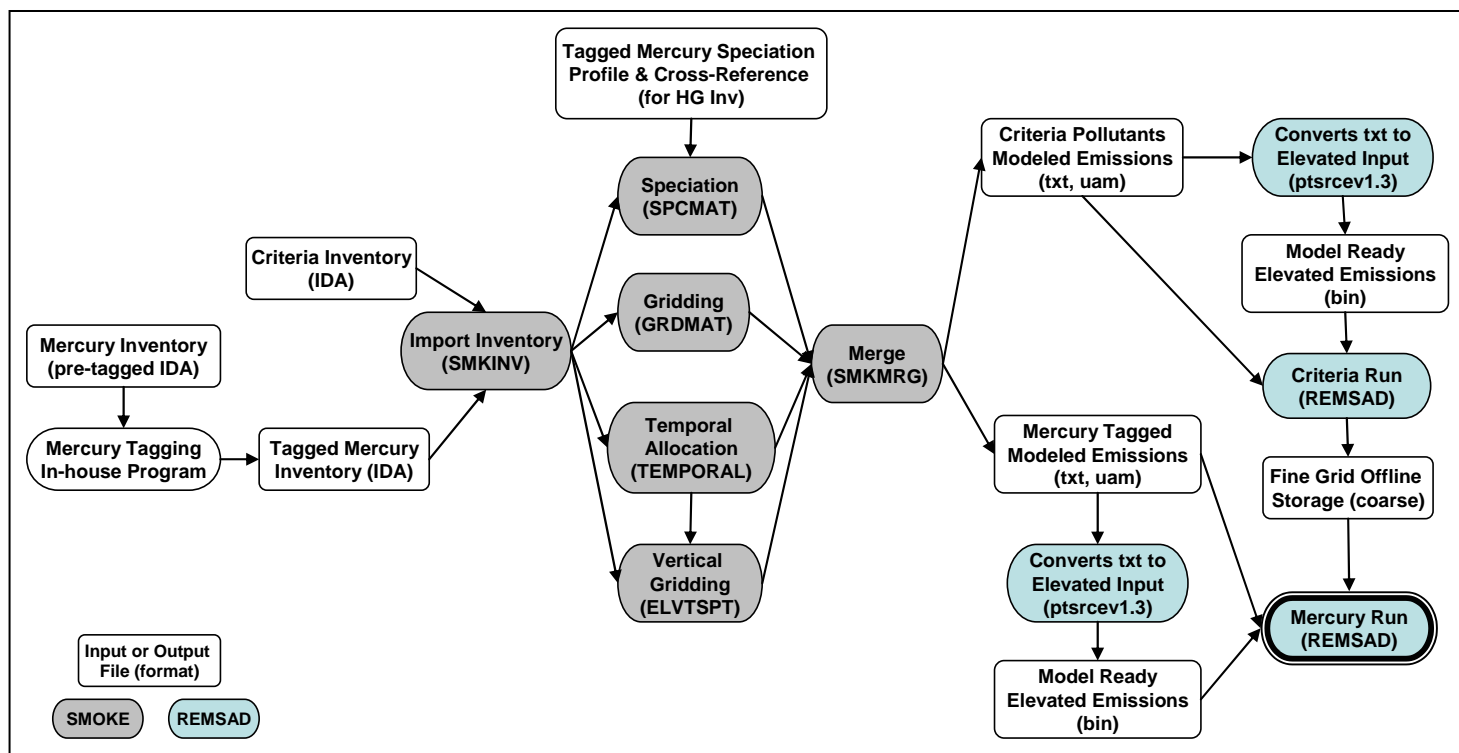 Tagged Mercury Speciation
Profile & Cross-Reference
(for HG Inv)
Speciation
(SPCMAT)
Criteria Inventory
(IDA)
Gridding
(GRDMAT)
Import Inventory
(SMKINV)
Mercury Inventory
(pre-tagged IDA)
Mercury Tagging
In-house Program
Tagged Mercury
Inventory (IDA)
Temporal
Allocation
(TEMPORAL)
Vertical
Gridding
(ELVTSPT)
Merge
(SMKMRG)
Criteria Pollutants
Modeled Emissions
(txt, uam)
Converts txt to
Elevated Input
(ptsrcev1.3)
Model Ready
Elevated Emissions
(bin)
Criteria Run
(REMSAD)
Fine Grid Offline
Storage (coarse)
Mercury Tagged
Modeled Emissions
(txt, uam)
Converts txt to
Elevated Input
(ptsrcev1.3)
Model Ready
Elevated Emissions
(bin)
Mercury Run
(REMSAD)
Input or Output
File (format)
SMOKE
REMSAD